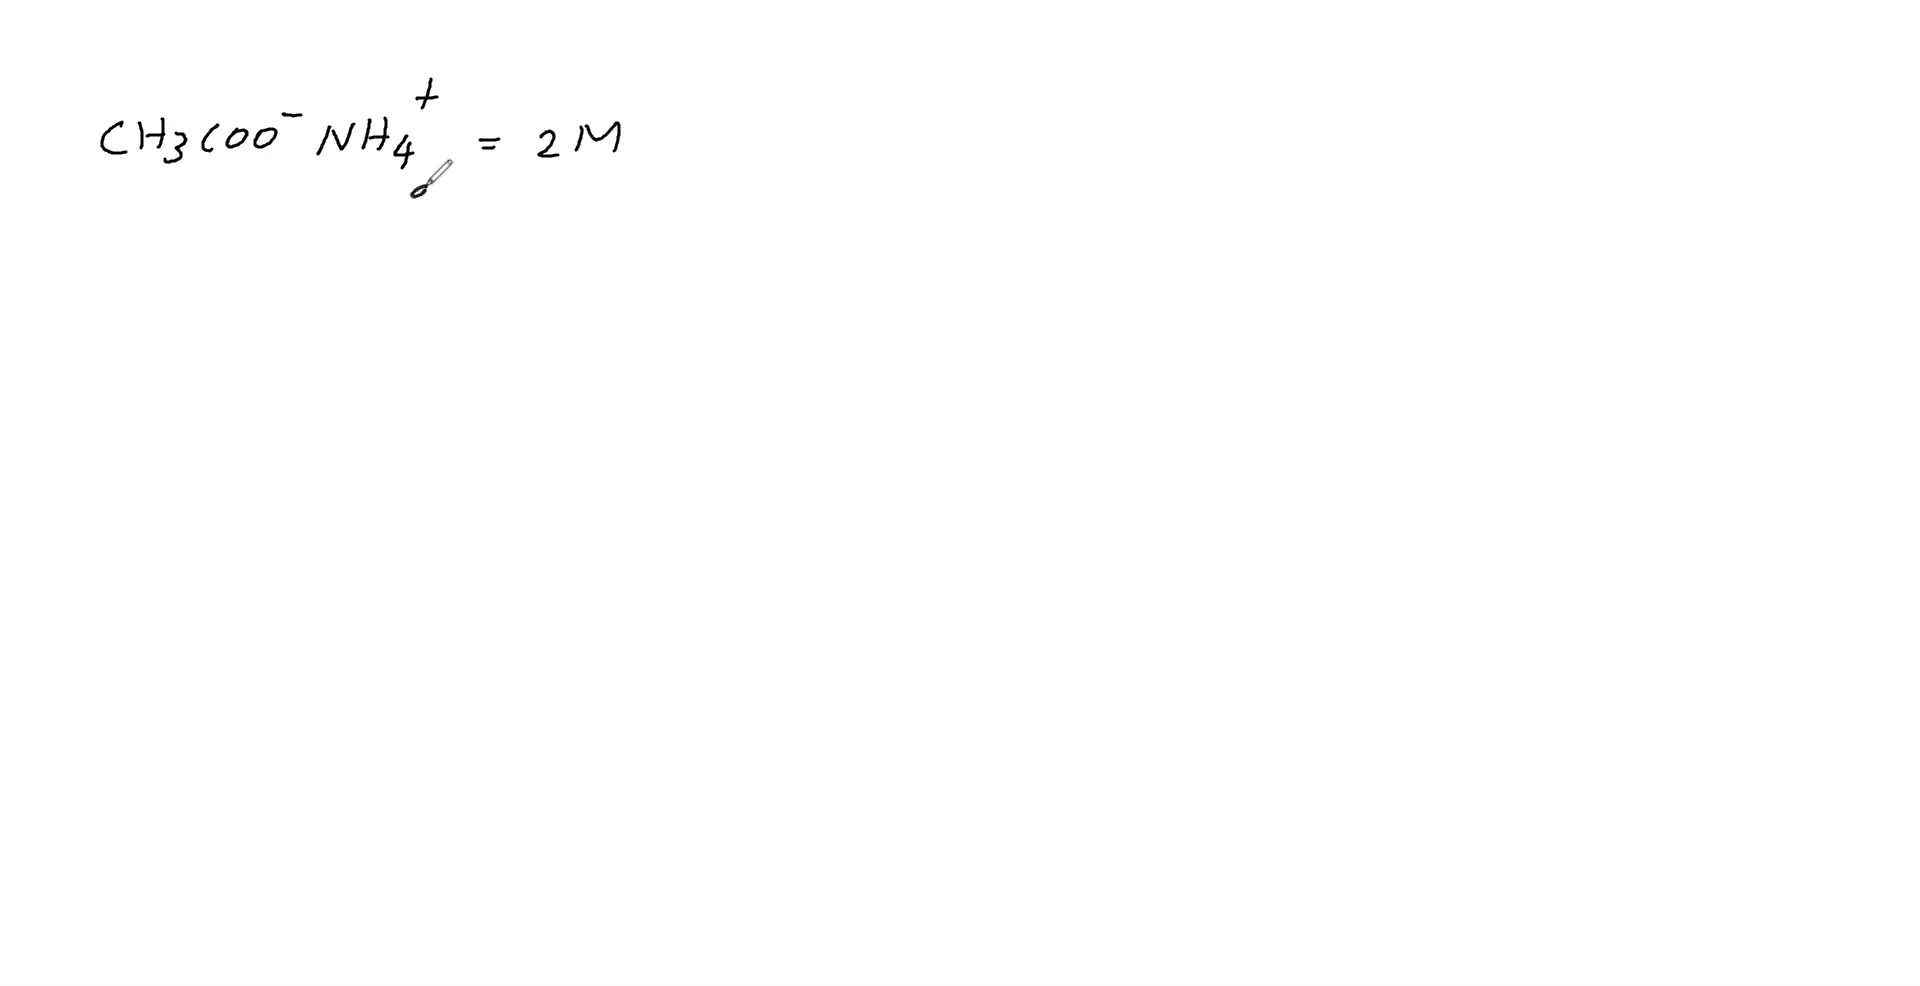 CH3COO⁻ NH4⁺ = 2M